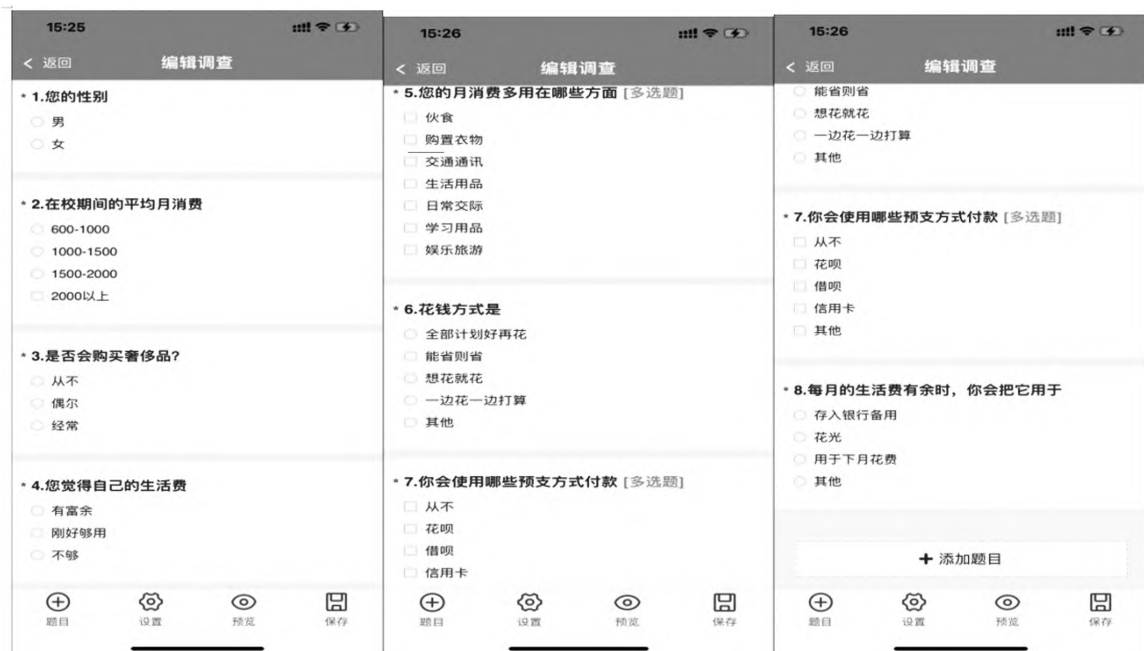 15:25
< 返回 编辑调查
* 1.您的性别
男
女
* 2.在校期间的平均月消费
600-1000
1000-1500
1500-2000
2000以上
* 3.是否会购买奢侈品?
从不
偶尔
经常
* 4.您觉得自己的生活费
有富余
刚好够用
不够
题目 设置 预览 保存
15:26
< 返回 编辑调查
* 5.您的月消费多用在哪些方面 [多选题]
伙食
购置衣物
交通通讯
生活用品
日常交际
学习用品
娱乐旅游
* 6.花钱方式是
全部计划好再花
能省则省
想花就花
一边花一边打算
其他
* 7.你会使用哪些预支方式付款 [多选题]
从不
花呗
借呗
信用卡
题目 设置 预览 保存
15:26
< 返回 编辑调查
能省则省
想花就花
一边花一边打算
其他
* 7.你会使用哪些预支方式付款 [多选题]
从不
花呗
借呗
信用卡
其他
* 8.每月的生活费有余时，你会把它用于
存入银行备用
花光
用于下月花费
其他
+ 添加题目
题目 设置 预览 保存